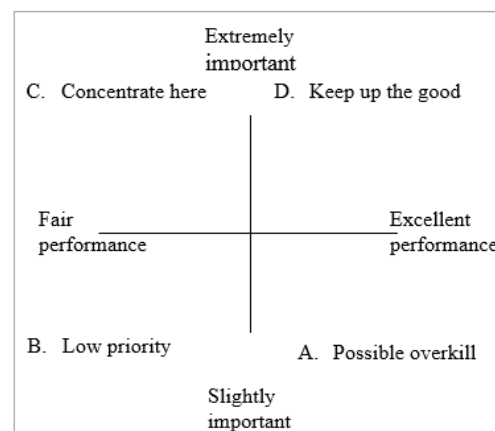 Extremely
important
C. Concentrate here
D. Keep up the good
Fair
performance
Excellent
performance
B. Low priority
A. Possible overkill
Slightly
important